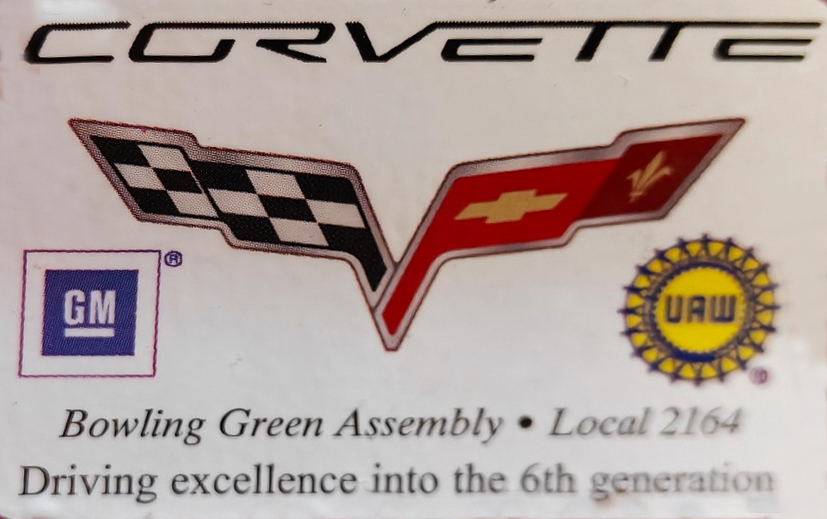 CORVETTE
GM
®
UAW
®
Bowling Green Assembly • Local 2164
Driving excellence into the 6th generation